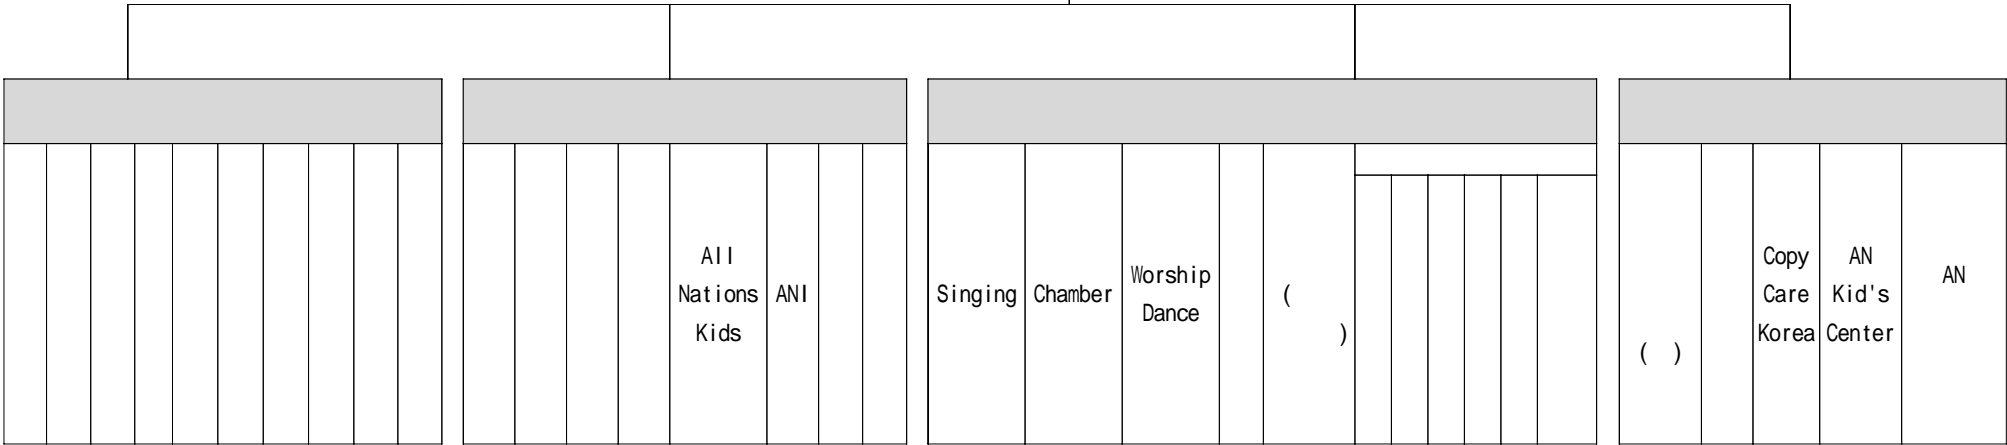 All
Nations
Kids
ANI
Singing
Chamber
Worship
Dance
(
)
( )
Copy
Care
Korea
AN
Kid's
Center
AN